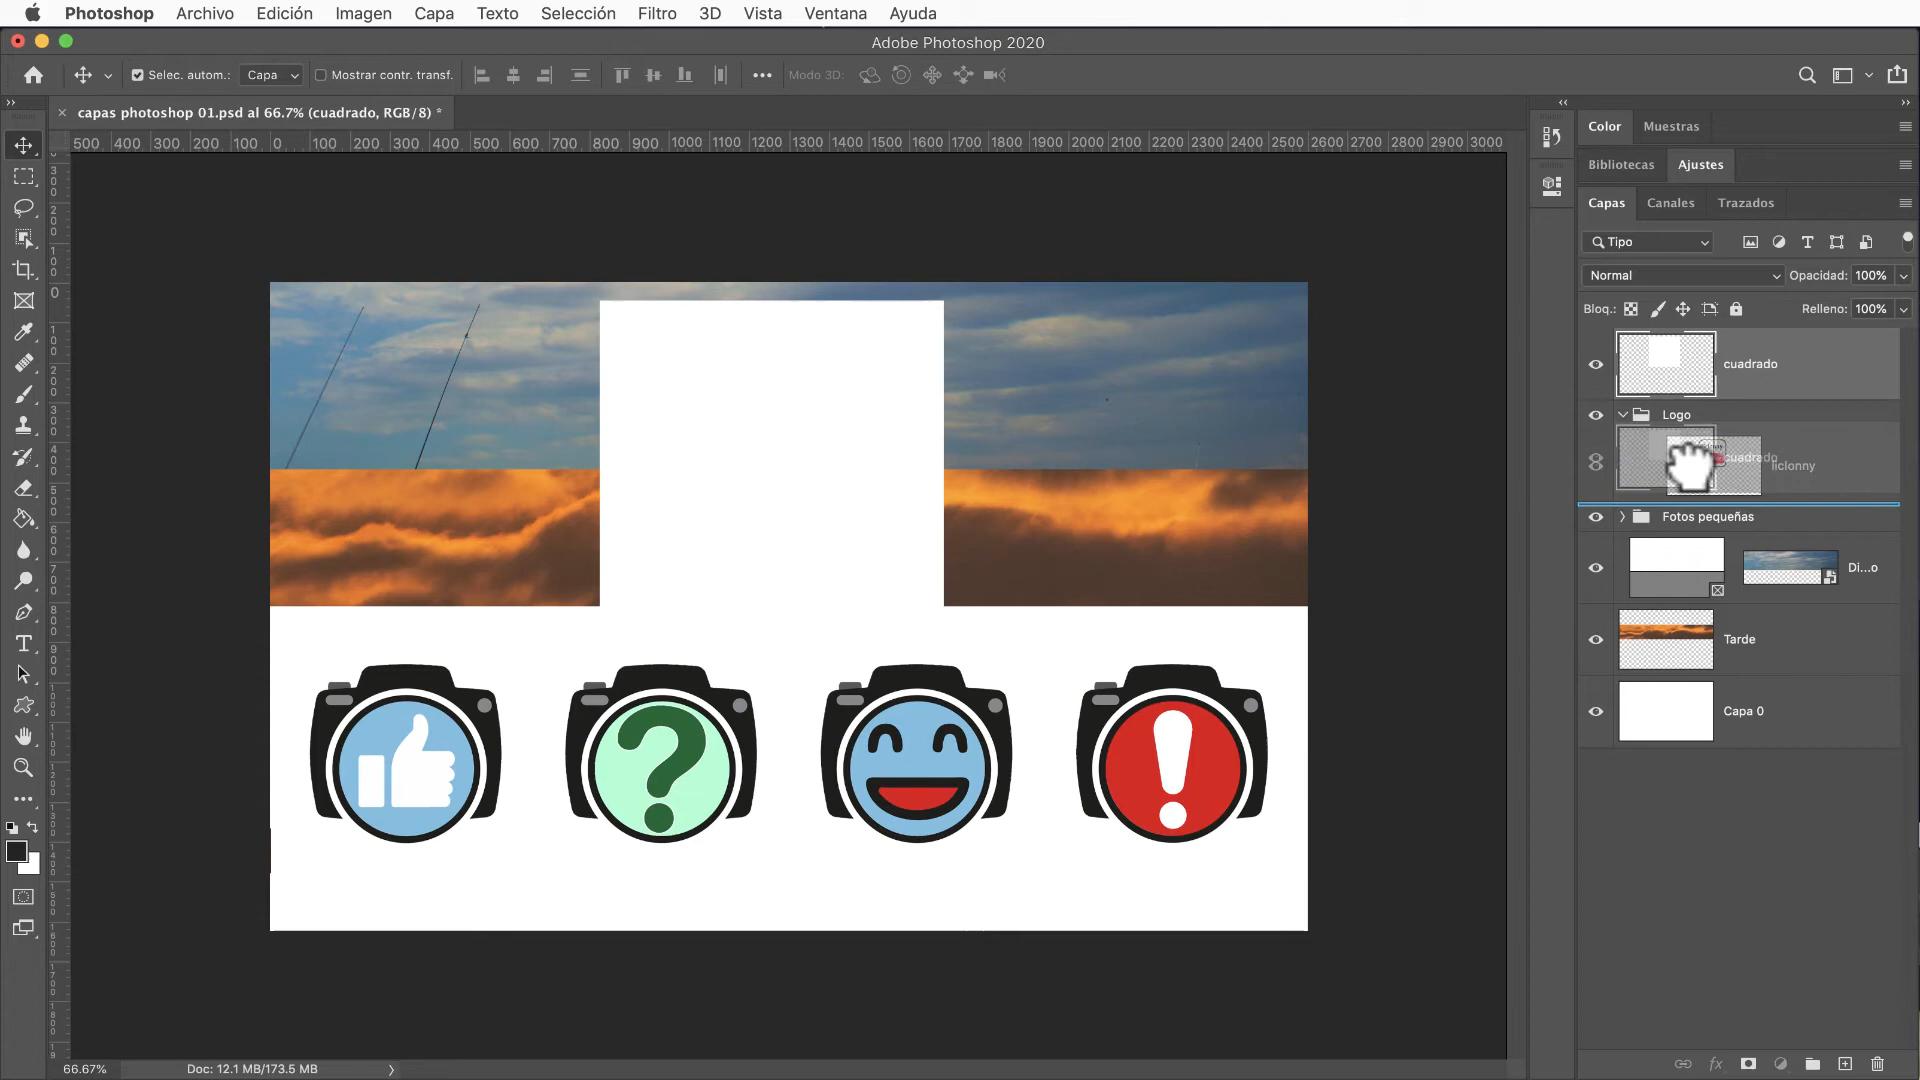 Photoshop Archivo Edición Imagen Capa Texto Selección Filtro 3D Vista Ventana Ayuda
Adobe Photoshop 2020
Selec. autom.: Capa Mostrar contr. transf. Modo 3D:
capas photoshop 01.psd al 66.7% (cuadrado, RGB/8) *
500 400 300 200 100 0 100 200 300 400 500 600 700 800 900 1000 1100 1200 1300 1400 1500 1600 1700 1800 1900 2000 2100 2200 2300 2400 2500 2600 2700 2800 2900 3000
Color Muestras
Bibliotecas Ajustes
Capas Canales Trazados
Tipo
Normal Opacidad: 100%
Bloq.: Relleno: 100%
cuadrado
Logo
cuadrado
liclonny
Fotos pequeñas
Di...o
Tarde
Capa 0
fx
66.67% Doc: 12.1 MB/173.5 MB